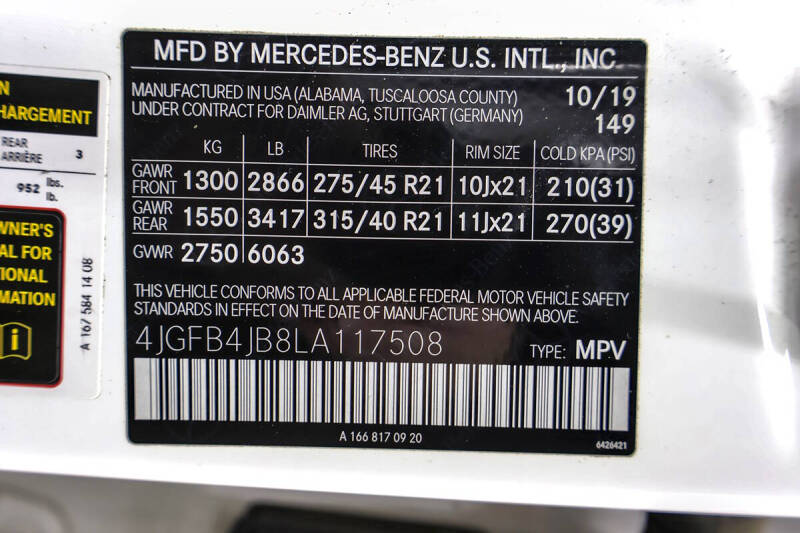 MFD BY MERCEDES-BENZ U.S. INTL., INC
MANUFACTURED IN USA (ALABAMA, TUSCALOOSA COUNTY) 10/19
UNDER CONTRACT FOR DAIMLER AG, STUTTGART (GERMANY) 149
KG LB TIRES RIM SIZE COLD KPA (PSI)
GAWR FRONT 1300 2866 275/45 R21 10Jx21 210(31)
GAWR REAR 1550 3417 315/40 R21 11Jx21 270(39)
GVWR 2750 6063
THIS VEHICLE CONFORMS TO ALL APPLICABLE FEDERAL MOTOR VEHICLE SAFETY
STANDARDS IN EFFECT ON THE DATE OF MANUFACTURE SHOWN ABOVE.
4JGFB4JB8LA117508 TYPE: MPV
A 166 817 09 20 6426421
N
HARGEMENT
REAR
ARRIÈRE 3
952 lbs.
lb.
WNER'S
AL FOR
TIONAL
MATION
i
A 167 584 14 08